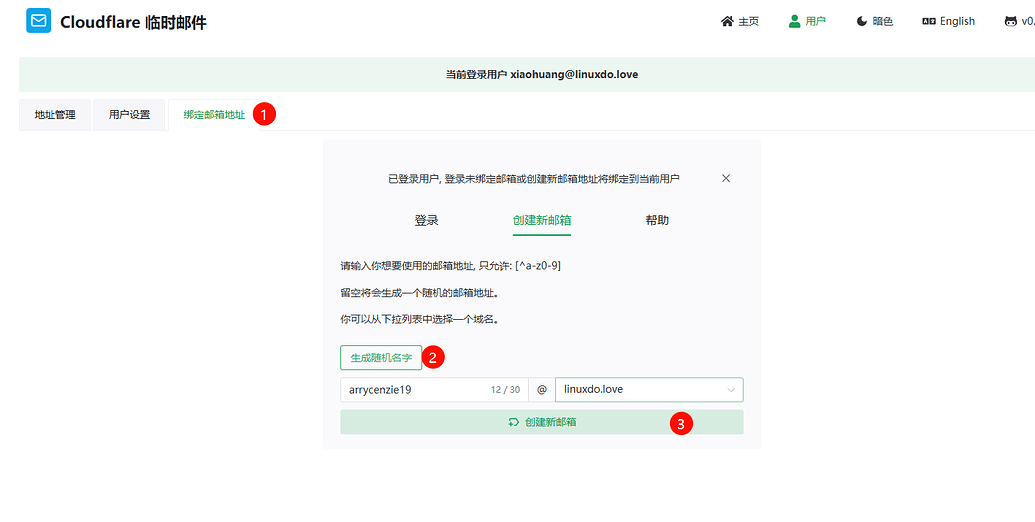 Cloudflare 临时邮件
主页 用户 暗色 English v0.
当前登录用户 xiaohuang@linuxdo.love
地址管理 用户设置 绑定邮箱地址 1
已登录用户, 登录未绑定邮箱或创建新邮箱地址将绑定到当前用户
登录 创建新邮箱 帮助
请输入你想要使用的邮箱地址, 只允许: [^a-z0-9]
留空将会生成一个随机的邮箱地址。
你可以从下拉列表中选择一个域名。
生成随机名字 2
arrycenzie19 12 / 30 @ linuxdo.love
创建新邮箱 3